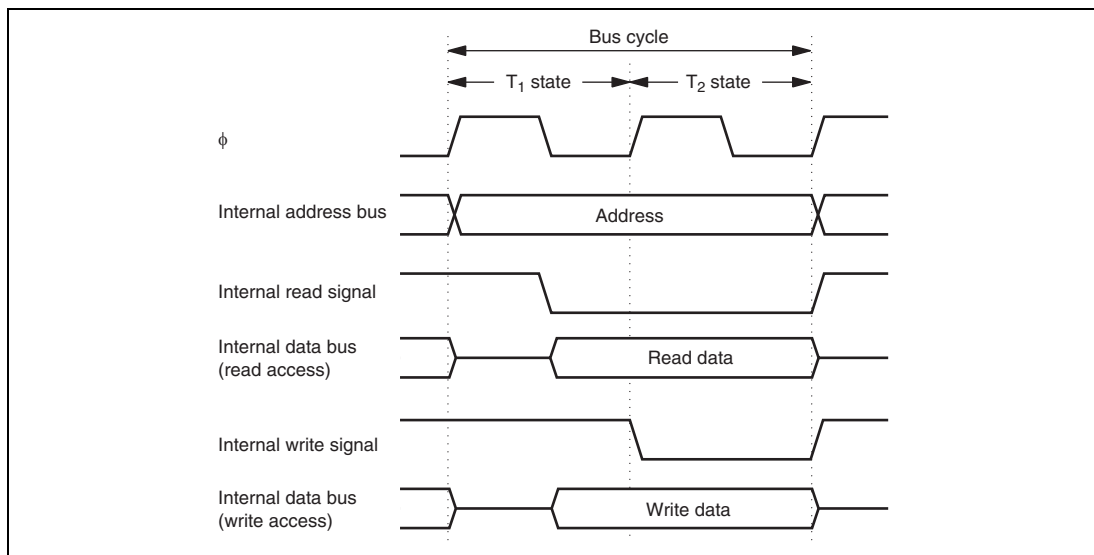 Bus cycle
T₁ state
T₂ state
ϕ
Internal address bus
Address
Internal read signal
Internal data bus
(read access)
Read data
Internal write signal
Internal data bus
(write access)
Write data